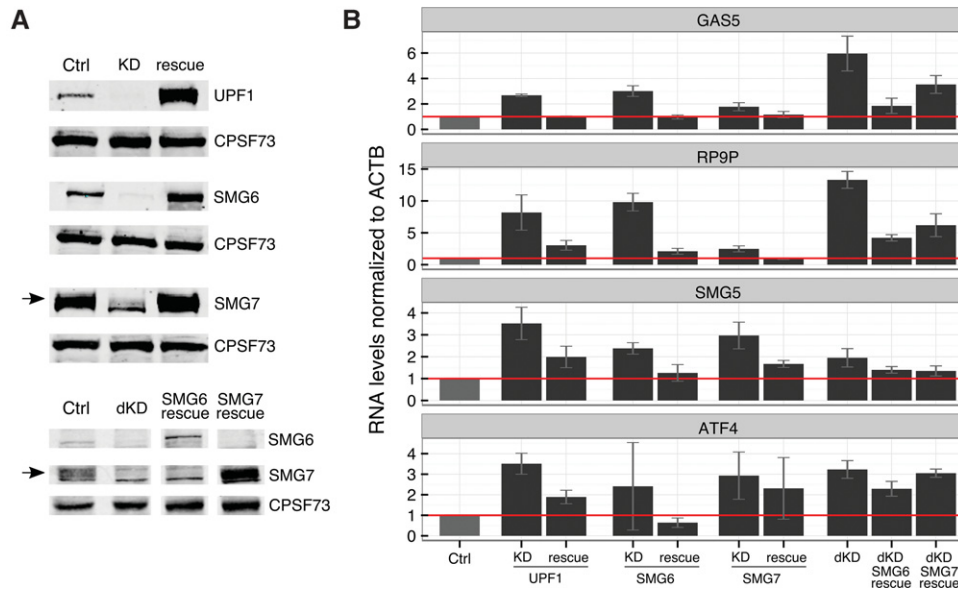 A
Ctrl KD rescue
UPF1
CPSF73
SMG6
CPSF73
SMG7
CPSF73
Ctrl dKD SMG6 rescue SMG7 rescue
SMG6
SMG7
CPSF73
B
RNA levels normalized to ACTB
GAS5
6
4
2
0
RP9P
15
10
5
0
SMG5
4
3
2
1
0
ATF4
4
3
2
1
0
Ctrl KD rescue KD rescue KD rescue dKD dKD SMG6 rescue dKD SMG7 rescue
UPF1 SMG6 SMG7